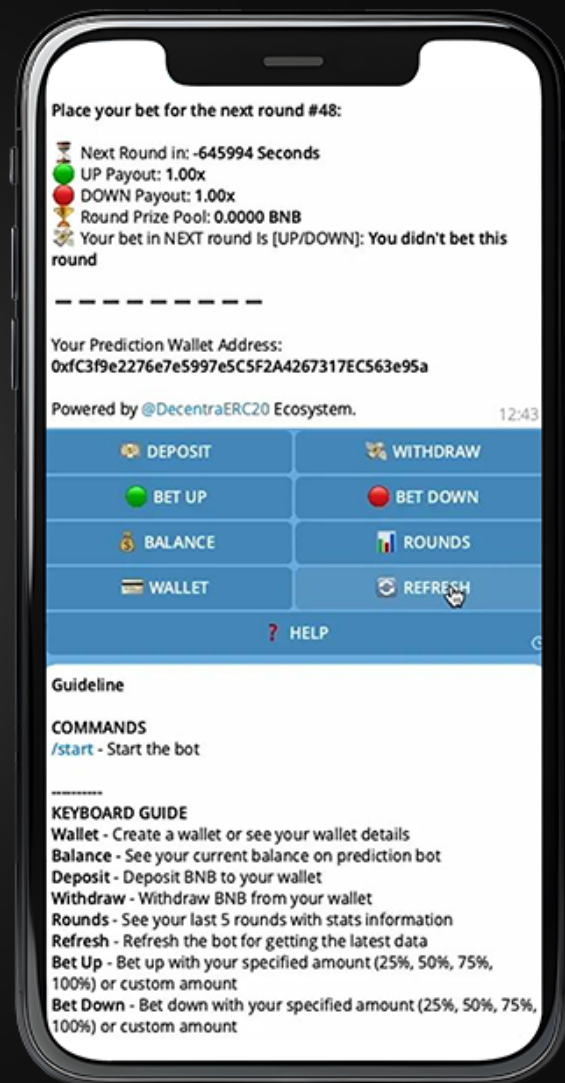 Place your bet for the next round #48:
Next Round in: -645994 Seconds
UP Payout: 1.00x
DOWN Payout: 1.00x
Round Prize Pool: 0.0000 BNB
Your bet in NEXT round Is [UP/DOWN]: You didn't bet this
round
— — — — — — — — —
Your Prediction Wallet Address:
0xfC3f9e2276e7e5997e5C5F2A4267317EC563e95a
Powered by @DecentraERC20 Ecosystem.
12:43
DEPOSIT WITHDRAW
BET UP BET DOWN
BALANCE ROUNDS
WALLET REFRESH
HELP
Guideline
COMMANDS
/start - Start the bot
----------
KEYBOARD GUIDE
Wallet - Create a wallet or see your wallet details
Balance - See your current balance on prediction bot
Deposit - Deposit BNB to your wallet
Withdraw - Withdraw BNB from your wallet
Rounds - See your last 5 rounds with stats information
Refresh - Refresh the bot for getting the latest data
Bet Up - Bet up with your specified amount (25%, 50%, 75%,
100%) or custom amount
Bet Down - Bet down with your specified amount (25%, 50%, 75%,
100%) or custom amount